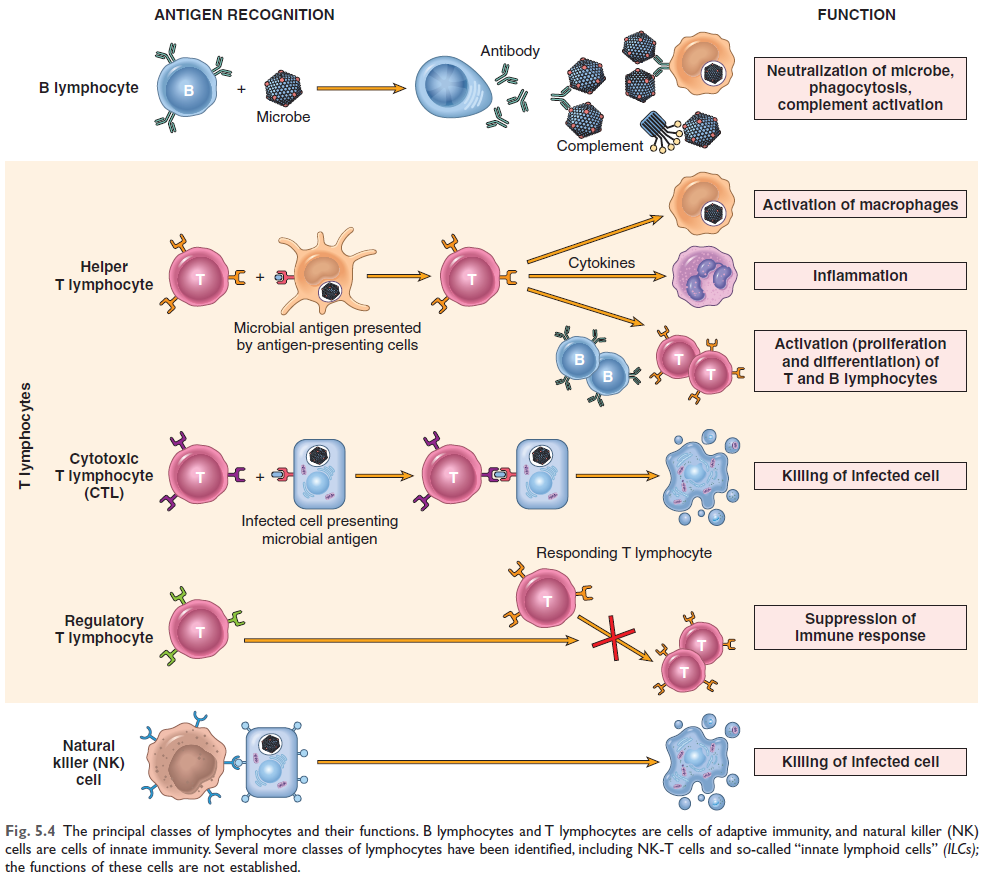 ANTIGEN RECOGNITION
FUNCTION
B lymphocyte
B
+
Microbe
Antibody
Complement
Neutralization of microbe,
phagocytosis,
complement activation
T lymphocytes
Helper
T lymphocyte
T
+
Microbial antigen presented
by antigen-presenting cells
T
Cytokines
Activation of macrophages
Inflammation
B
B
T
T
Activation (proliferation
and differentiation) of
T and B lymphocytes
Cytotoxic
T lymphocyte
(CTL)
T
+
Infected cell presenting
microbial antigen
T
Killing of infected cell
Regulatory
T lymphocyte
T
Responding T lymphocyte
T
T
T
Suppression of
immune response
Natural
killer (NK)
cell
Killing of infected cell
Fig. 5.4 The principal classes of lymphocytes and their functions. B lymphocytes and T lymphocytes are cells of adaptive immunity, and natural killer (NK)
cells are cells of innate immunity. Several more classes of lymphocytes have been identified, including NK-T cells and so-called “innate lymphoid cells” (ILCs);
the functions of these cells are not established.